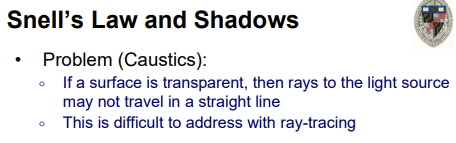 Snell's Law and Shadows
• Problem (Caustics):
o If a surface is transparent, then rays to the light source
may not travel in a straight line
o This is difficult to address with ray-tracing